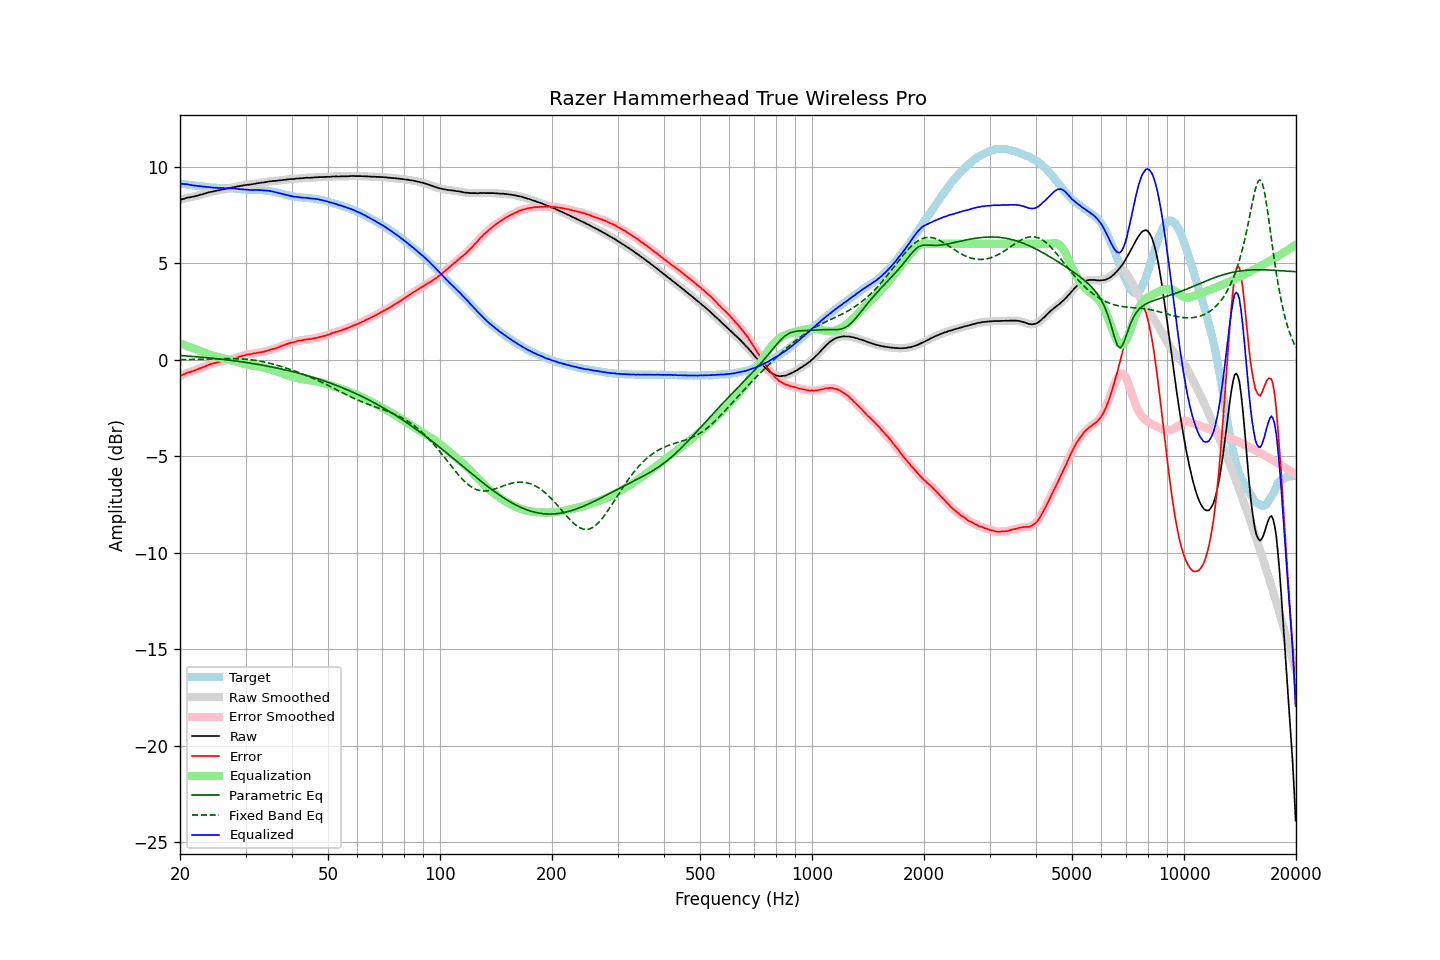 Razer Hammerhead True Wireless Pro
Amplitude (dBr)
10
5
0
−5
−10
−15
−20
−25
Target
Raw Smoothed
Error Smoothed
Raw
Error
Equalization
Parametric Eq
Fixed Band Eq
Equalized
20 50 100 200 500 1000 2000 5000 10000 20000
Frequency (Hz)